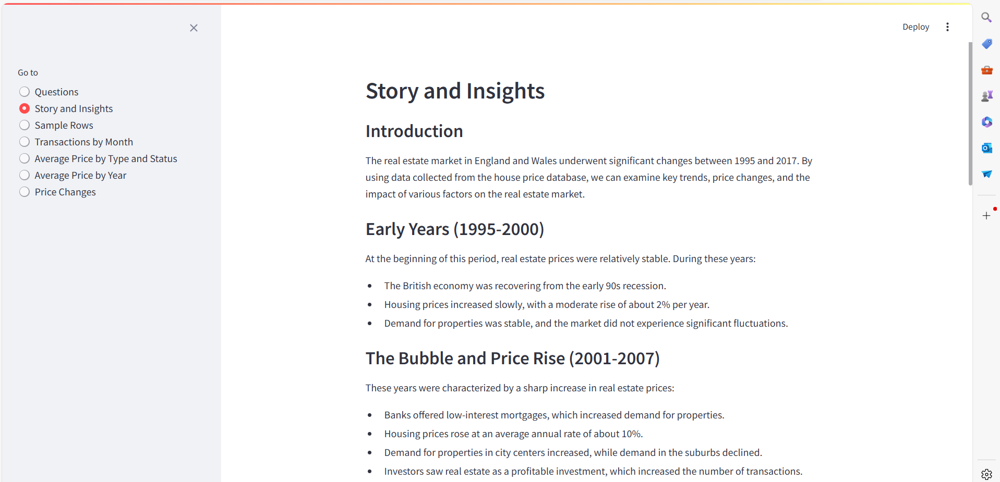 Deploy
Go to
Questions
Story and Insights
Sample Rows
Transactions by Month
Average Price by Type and Status
Average Price by Year
Price Changes
Story and Insights
Introduction
The real estate market in England and Wales underwent significant changes between 1995 and 2017. By
using data collected from the house price database, we can examine key trends, price changes, and the
impact of various factors on the real estate market.
Early Years (1995-2000)
At the beginning of this period, real estate prices were relatively stable. During these years:
The British economy was recovering from the early 90s recession.
Housing prices increased slowly, with a moderate rise of about 2% per year.
Demand for properties was stable, and the market did not experience significant fluctuations.
The Bubble and Price Rise (2001-2007)
These years were characterized by a sharp increase in real estate prices:
Banks offered low-interest mortgages, which increased demand for properties.
Housing prices rose at an average annual rate of about 10%.
Demand for properties in city centers increased, while demand in the suburbs declined.
Investors saw real estate as a profitable investment, which increased the number of transactions.